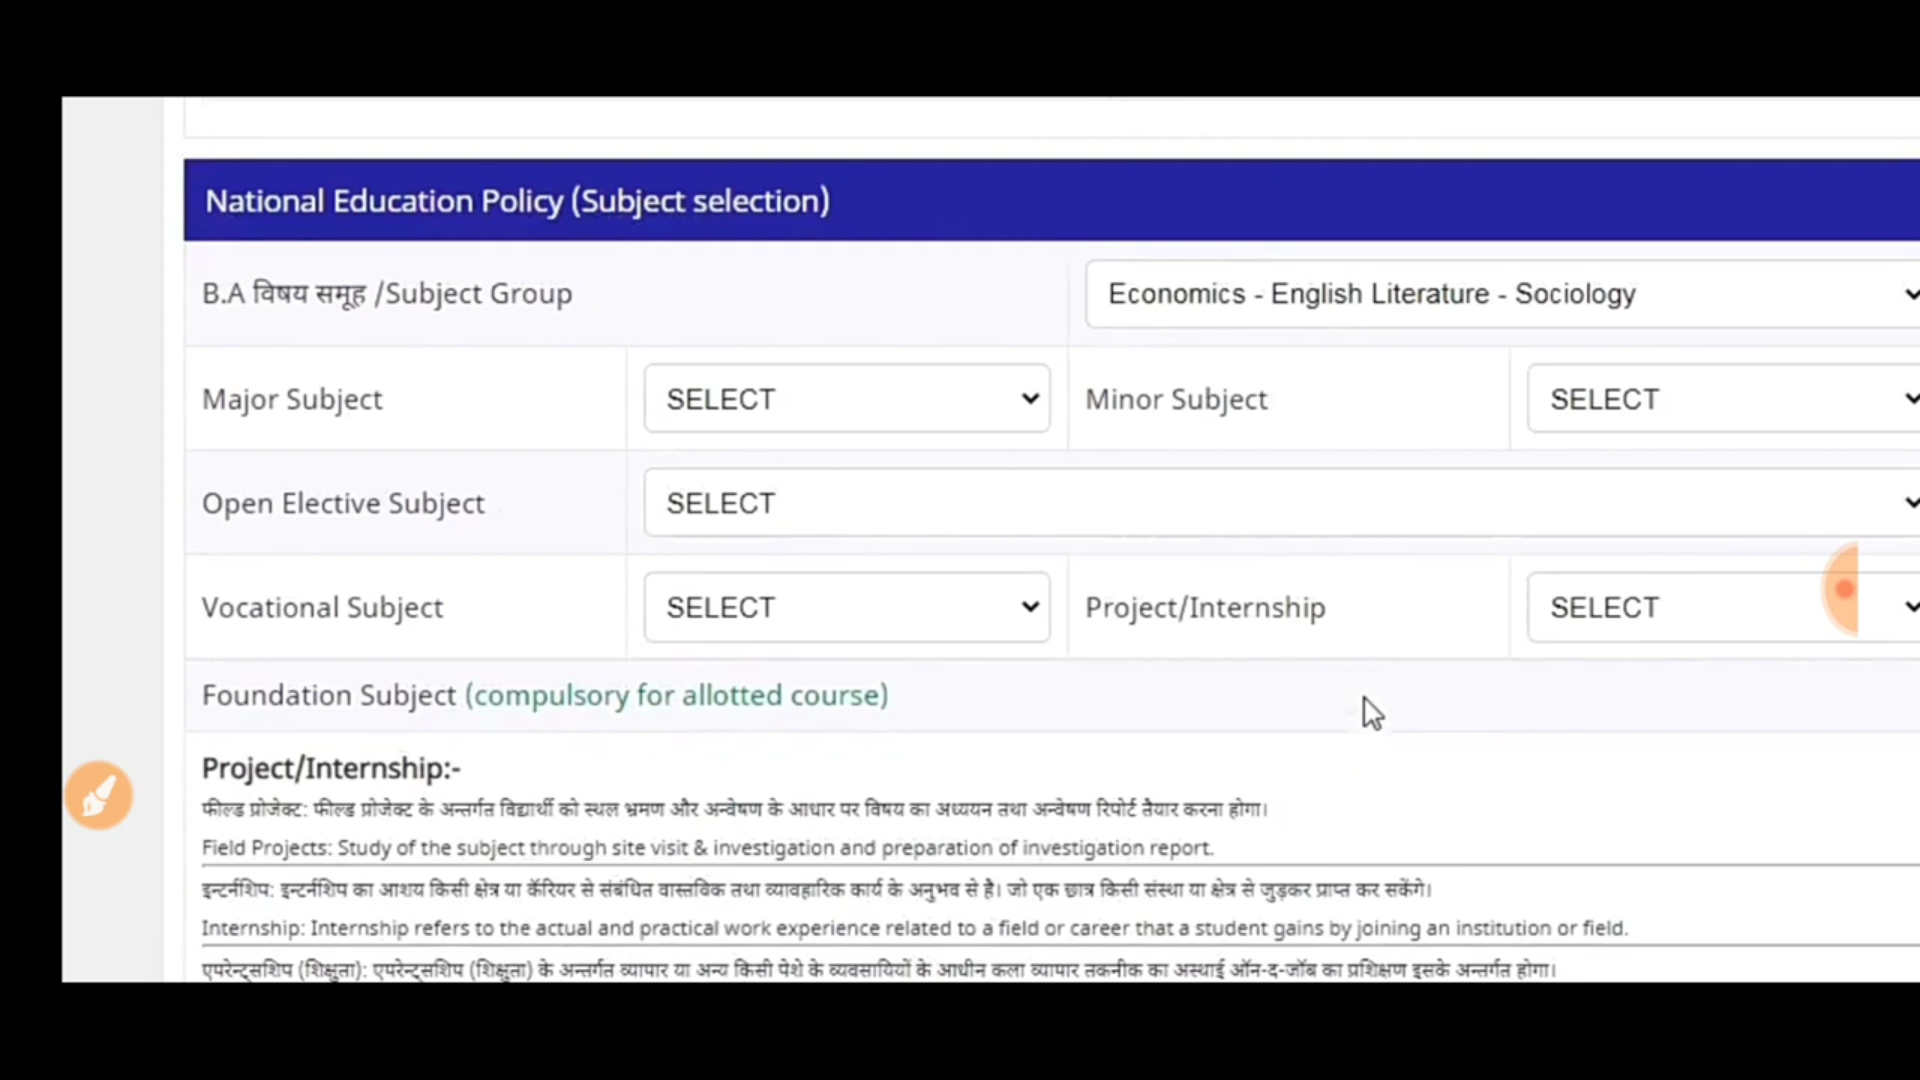 National Education Policy (Subject selection)
B.A विषय समूह /Subject Group
Economics - English Literature - Sociology
Major Subject
SELECT
Minor Subject
SELECT
Open Elective Subject
SELECT
Vocational Subject
SELECT
Project/Internship
SELECT
Foundation Subject (compulsory for allotted course)
Project/Internship:-
फील्ड प्रोजेक्ट: फील्ड प्रोजेक्ट के अन्तर्गत विद्यार्थी को स्थल भ्रमण और अन्वेषण के आधार पर विषय का अध्ययन तथा अन्वेषण रिपोर्ट तैयार करना होगा।
Field Projects: Study of the subject through site visit & investigation and preparation of investigation report.
इन्टर्नशिप: इन्टर्नशिप का आशय किसी क्षेत्र या कॅरियर से संबंधित वास्तविक तथा व्यावहारिक कार्य के अनुभव से है। जो एक छात्र किसी संस्था या क्षेत्र से जुड़कर प्राप्त कर सकेंगे।
Internship: Internship refers to the actual and practical work experience related to a field or career that a student gains by joining an institution or field.
एपरेन्ट्सशिप (शिक्षुता): एपरेन्ट्सशिप (शिक्षुता) के अन्तर्गत व्यापार या अन्य किसी पेशे के व्यवसायियों के आधीन कला व्यापार तकनीक का अस्थाई ऑन-द-जॉब का प्रशिक्षण इसके अन्तर्गत होगा।